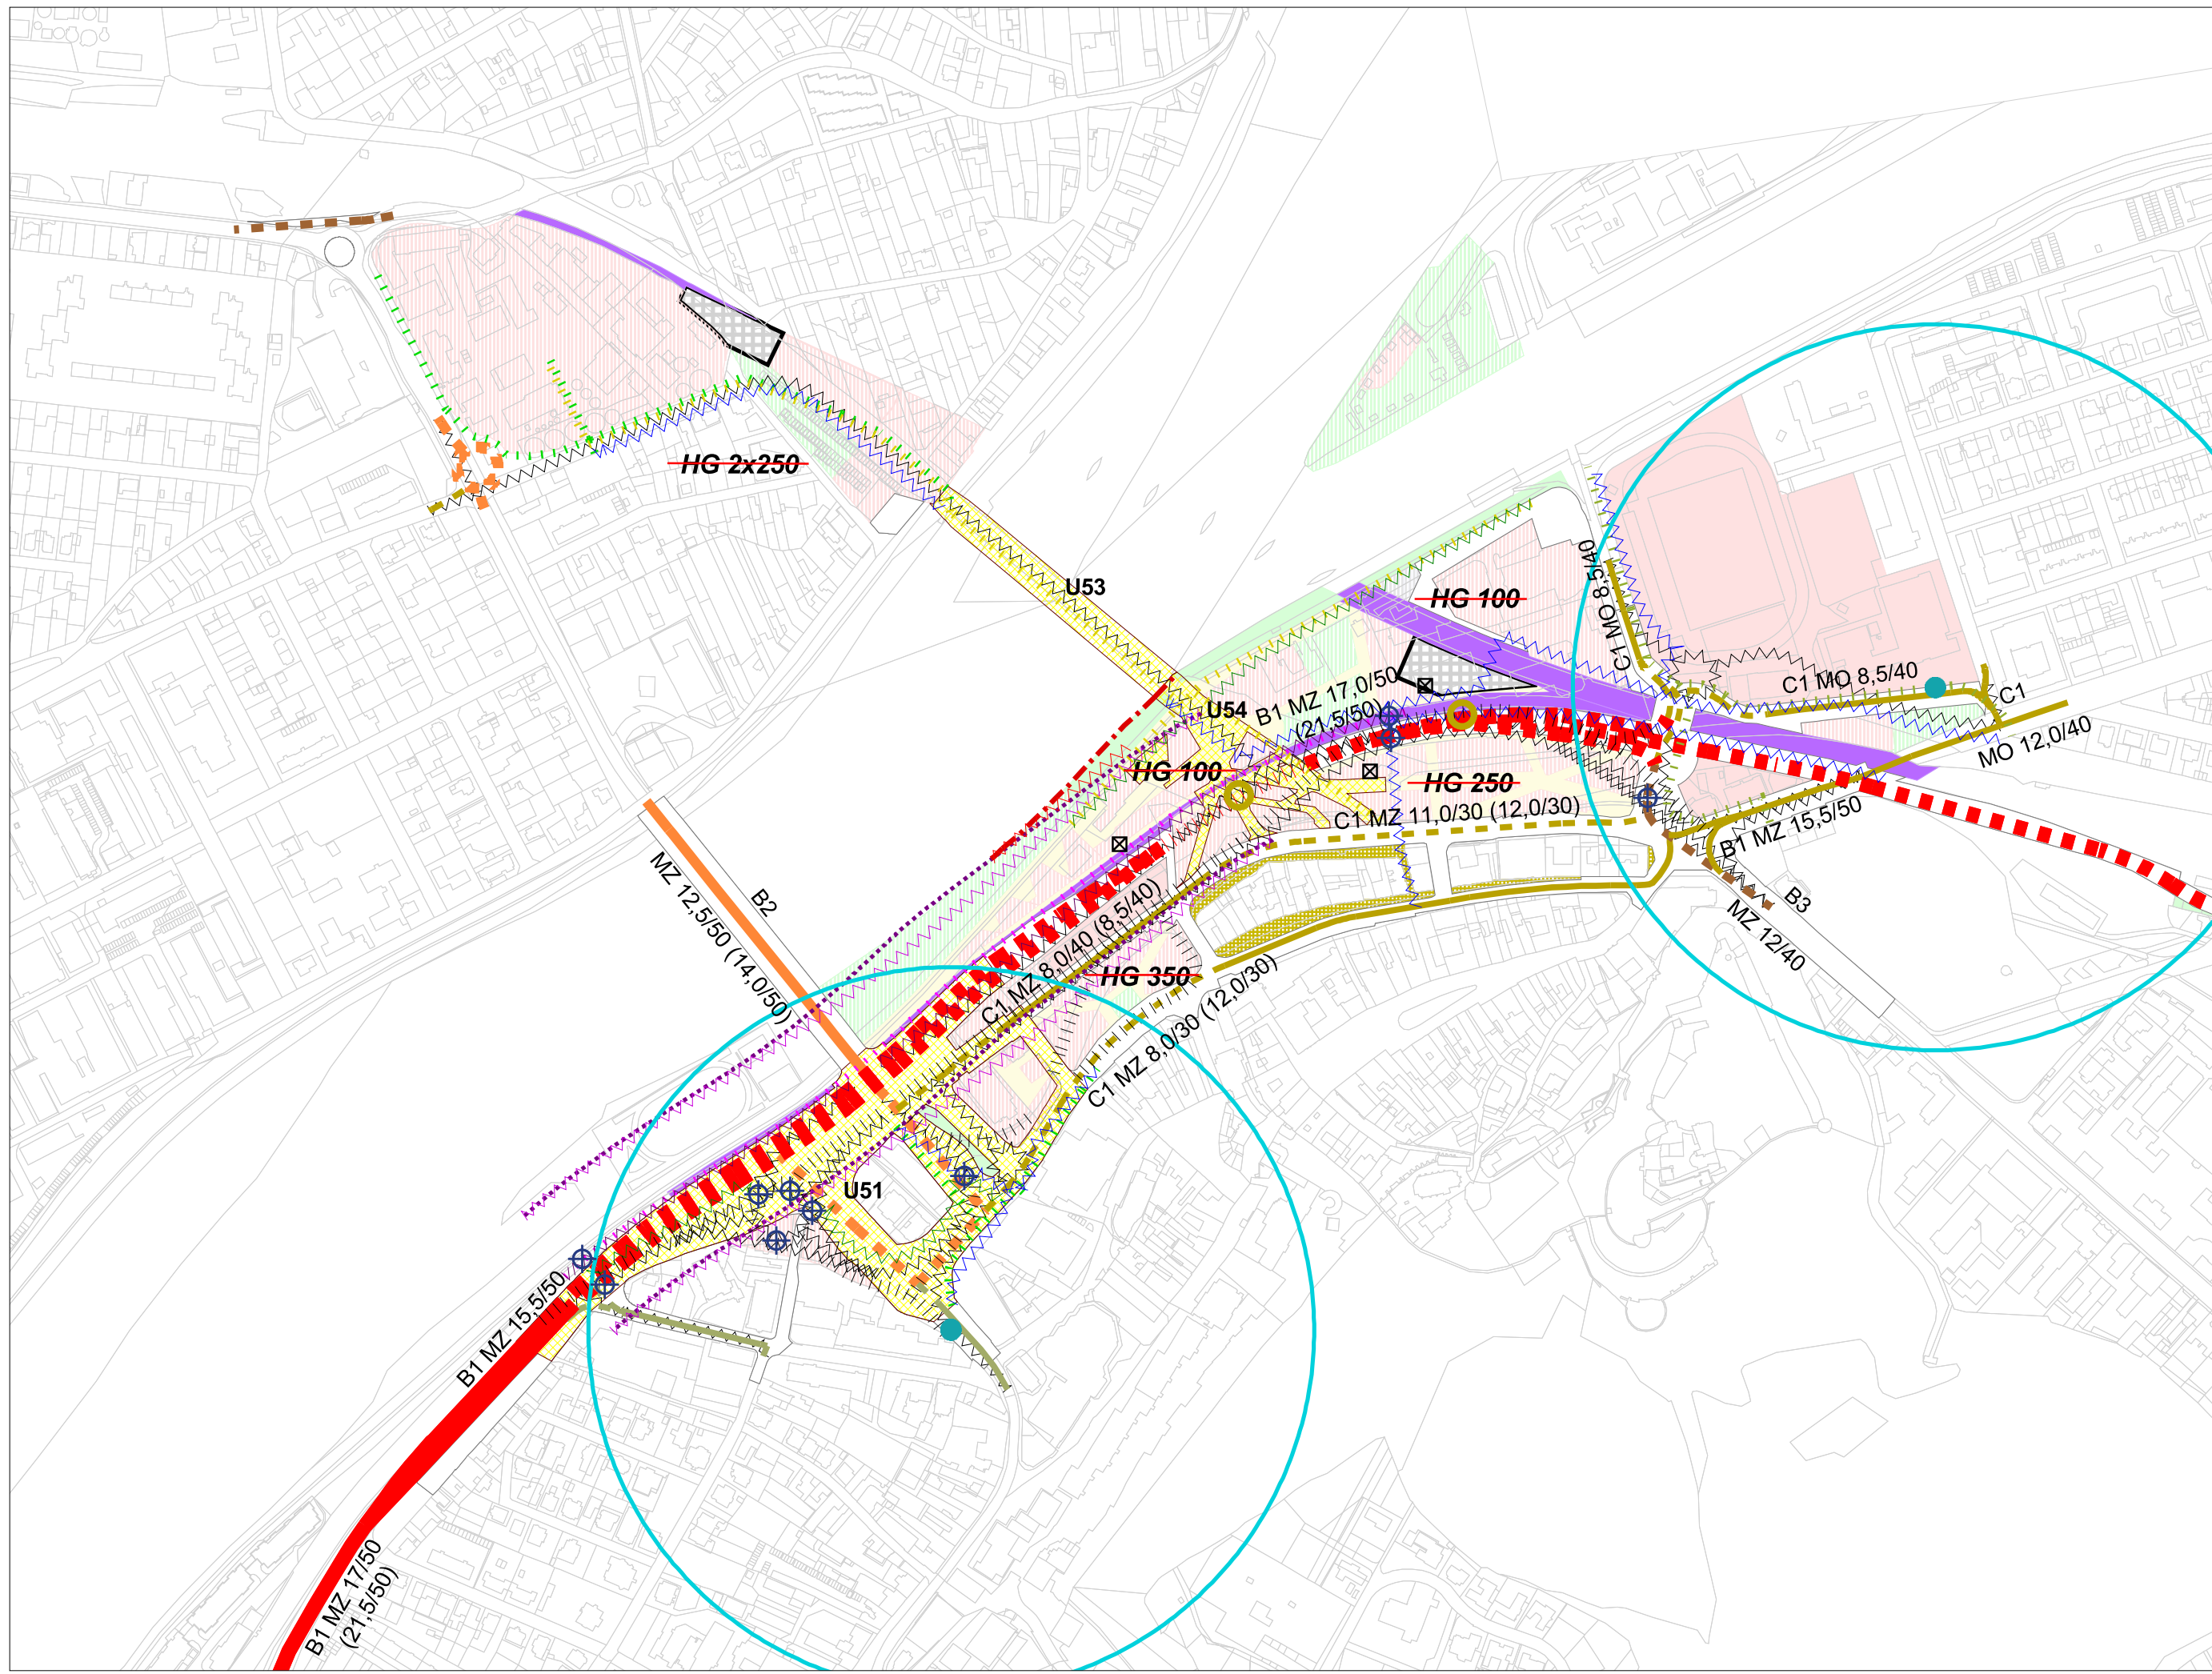 HG 2x250
U53
HG 100
C1 MO 8,5/40
C1 MO 8,5/40
C1
MO 12,0/40
B1 MZ 17,0/50
(21,5/50)
U54
HG 100
HG 250
C1 MZ 11,0/30 (12,0/30)
B1 MZ 15,5/50
B2
MZ 12,5/50 (14,0/50)
B3
MZ 12/40
C1 MZ 8,0/40 (8,5/40)
HG 350
C1 MZ 8,0/30 (12,0/30)
U51
B1 MZ 15,5/50
B1 MZ 17/50
(21,5/50)